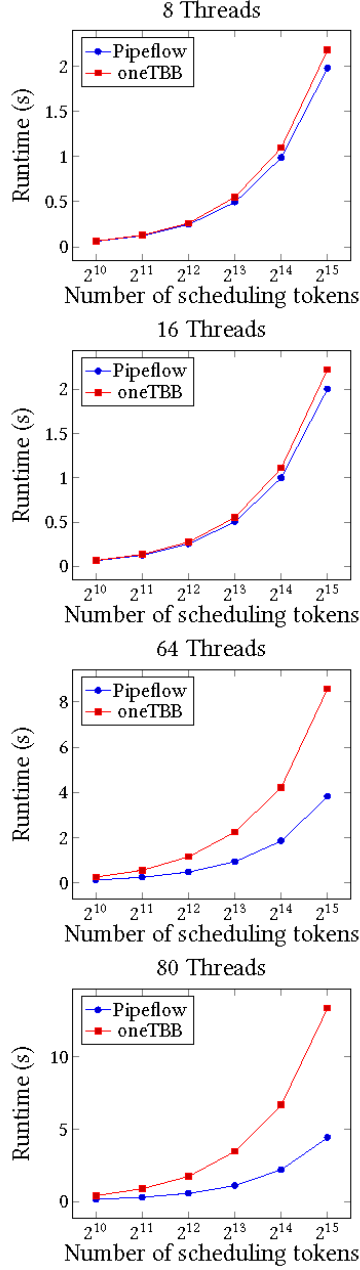 8 Threads
Pipeflow
oneTBB
Runtime (s)
2
1.5
1
0.5
0
2^10 2^11 2^12 2^13 2^14 2^15
Number of scheduling tokens
16 Threads
Pipeflow
oneTBB
Runtime (s)
2
1.5
1
0.5
0
2^10 2^11 2^12 2^13 2^14 2^15
Number of scheduling tokens
64 Threads
Pipeflow
oneTBB
Runtime (s)
8
6
4
2
0
2^10 2^11 2^12 2^13 2^14 2^15
Number of scheduling tokens
80 Threads
Pipeflow
oneTBB
Runtime (s)
10
5
0
2^10 2^11 2^12 2^13 2^14 2^15
Number of scheduling tokens